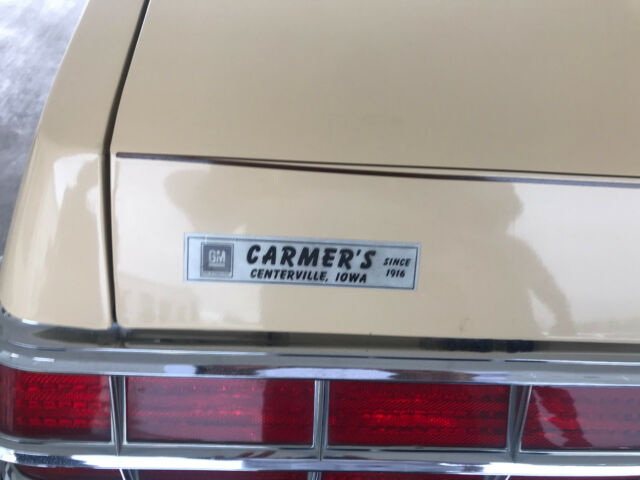 GM
CARMER'S
SINCE
1916
CENTERVILLE, IOWA